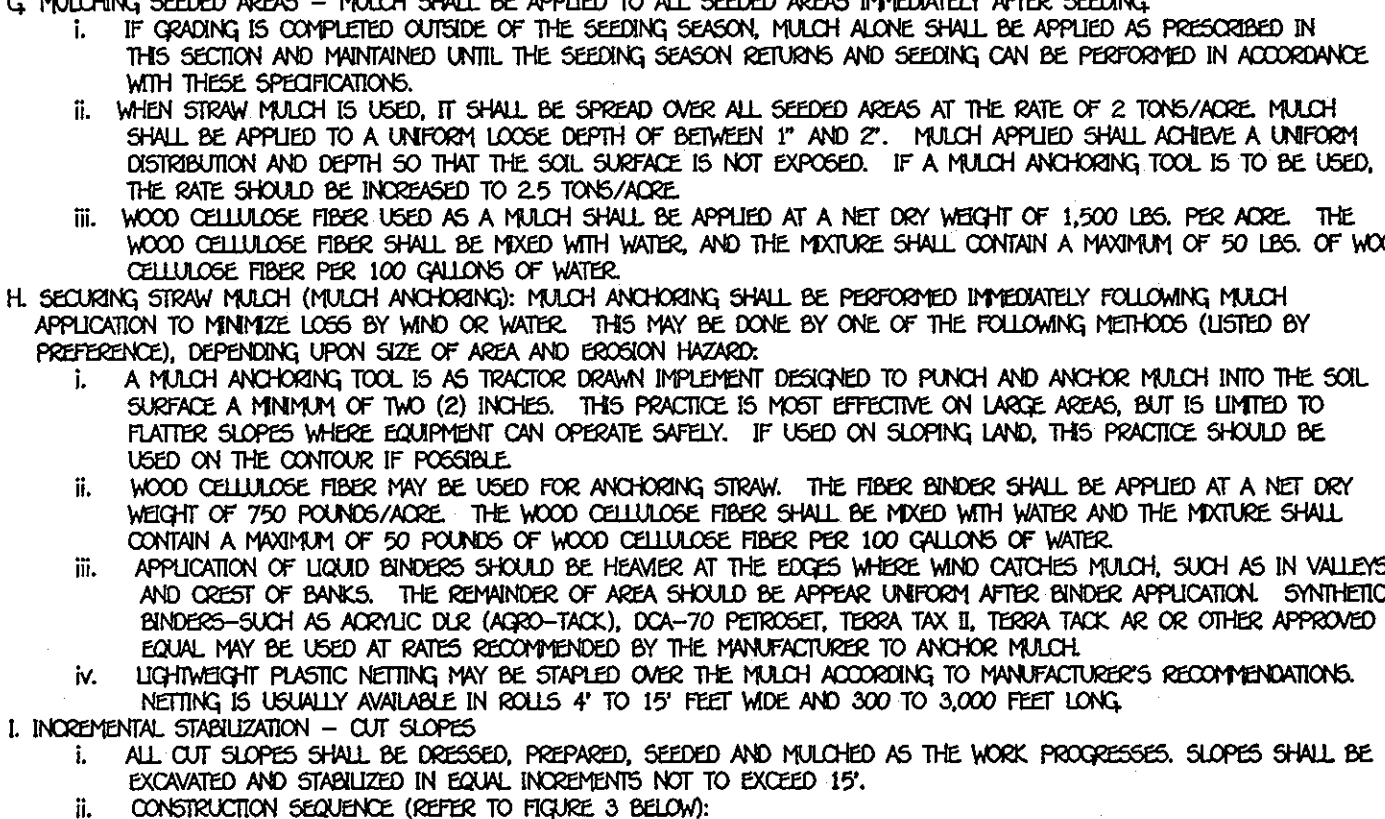 G. MULCHING SEEDED AREAS – MULCH SHALL BE APPLIED TO ALL SEEDED AREAS IMMEDIATELY AFTER SEEDING.
i. IF GRADING IS COMPLETED OUTSIDE OF THE SEEDING SEASON, MULCH ALONE SHALL BE APPLIED AS PRESCRIBED IN
THIS SECTION AND MAINTAINED UNTIL THE SEEDING SEASON RETURNS AND SEEDING CAN BE PERFORMED IN ACCORDANCE
WITH THESE SPECIFICATIONS.
ii. WHEN STRAW MULCH IS USED, IT SHALL BE SPREAD OVER ALL SEEDED AREAS AT THE RATE OF 2 TONS/ACRE. MULCH
SHALL BE APPLIED TO A UNIFORM LOOSE DEPTH OF BETWEEN 1" AND 2". MULCH APPLIED SHALL ACHIEVE A UNIFORM
DISTRIBUTION AND DEPTH SO THAT THE SOIL SURFACE IS NOT EXPOSED. IF A MULCH ANCHORING TOOL IS TO BE USED,
THE RATE SHOULD BE INCREASED TO 2.5 TONS/ACRE
iii. WOOD CELLULOSE FIBER USED AS A MULCH SHALL BE APPLIED AT A NET DRY WEIGHT OF 1,500 LBS. PER ACRE. THE
WOOD CELLULOSE FIBER SHALL BE MIXED WITH WATER, AND THE MIXTURE SHALL CONTAIN A MAXIMUM OF 50 LBS. OF WOO
CELLULOSE FIBER PER 100 GALLONS OF WATER.
H. SECURING STRAW MULCH (MULCH ANCHORING): MULCH ANCHORING SHALL BE PERFORMED IMMEDIATELY FOLLOWING MULCH
APPLICATION TO MINIMIZE LOSS BY WIND OR WATER. THIS MAY BE DONE BY ONE OF THE FOLLOWING METHODS (LISTED BY
PREFERENCE), DEPENDING UPON SIZE OF AREA AND EROSION HAZARD:
i. A MULCH ANCHORING TOOL IS AS TRACTOR DRAWN IMPLEMENT DESIGNED TO PUNCH AND ANCHOR MULCH INTO THE SOIL
SURFACE A MINIMUM OF TWO (2) INCHES. THIS PRACTICE IS MOST EFFECTIVE ON LARGE AREAS, BUT IS LIMITED TO
FLATTER SLOPES WHERE EQUIPMENT CAN OPERATE SAFELY. IF USED ON SLOPING LAND, THIS PRACTICE SHOULD BE
USED ON THE CONTOUR IF POSSIBLE.
ii. WOOD CELLULOSE FIBER MAY BE USED FOR ANCHORING STRAW. THE FIBER BINDER SHALL BE APPLIED AT A NET DRY
WEIGHT OF 750 POUNDS/ACRE. THE WOOD CELLULOSE FIBER SHALL BE MIXED WITH WATER AND THE MIXTURE SHALL
CONTAIN A MAXIMUM OF 50 POUNDS OF WOOD CELLULOSE FIBER PER 100 GALLONS OF WATER.
iii. APPLICATION OF LIQUID BINDERS SHOULD BE HEAVIER AT THE EDGES WHERE WIND CATCHES MULCH, SUCH AS IN VALLEYS
AND CREST OF BANKS. THE REMAINDER OF AREA SHOULD BE APPEAR UNIFORM AFTER BINDER APPLICATION. SYNTHETIC
BINDERS–SUCH AS ACRYLIC DLR (AGRO–TACK), DCA–70 PETROSET, TERRA TAX II, TERRA TACK AR OR OTHER APPROVED
EQUAL MAY BE USED AT RATES RECOMMENDED BY THE MANUFACTURER TO ANCHOR MULCH.
iv. LIGHTWEIGHT PLASTIC NETTING MAY BE STAPLED OVER THE MULCH ACCORDING TO MANUFACTURER'S RECOMMENDATIONS.
NETTING IS USUALLY AVAILABLE IN ROLLS 4' TO 15' FEET WIDE AND 300 TO 3,000 FEET LONG.
I. INCREMENTAL STABILIZATION – CUT SLOPES
i. ALL CUT SLOPES SHALL BE DRESSED, PREPARED, SEEDED AND MULCHED AS THE WORK PROGRESSES. SLOPES SHALL BE
EXCAVATED AND STABILIZED IN EQUAL INCREMENTS NOT TO EXCEED 15'.
ii. CONSTRUCTION SEQUENCE (REFER TO FIGURE 3 BELOW):